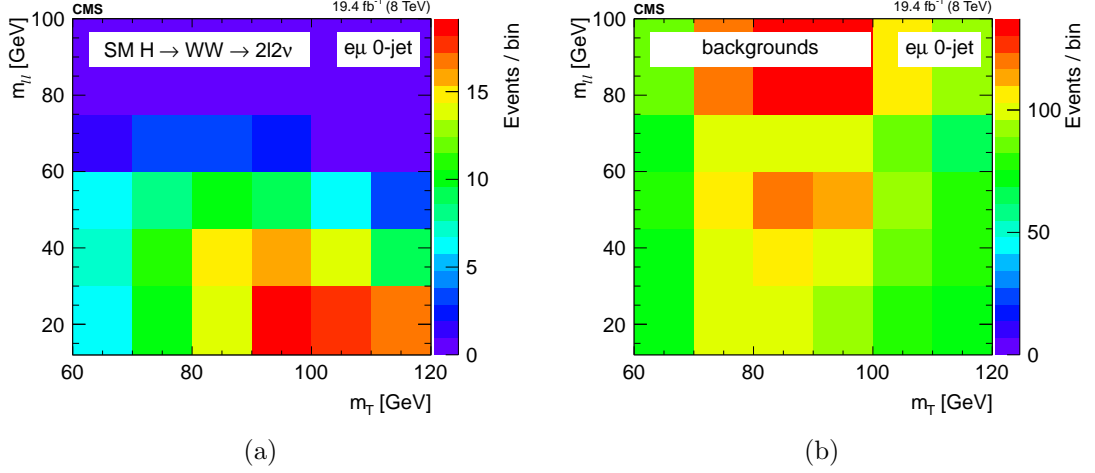 CMS 19.4 fb⁻¹ (8 TeV)
SM H → WW → 2l2ν eμ 0-jet
m_ll [GeV]
100
80
60
40
20
60 80 100 120
m_T [GeV]
Events / bin
15
10
5
0
(a)
CMS 19.4 fb⁻¹ (8 TeV)
backgrounds eμ 0-jet
m_ll [GeV]
100
80
60
40
20
60 80 100 120
m_T [GeV]
Events / bin
100
50
0
(b)